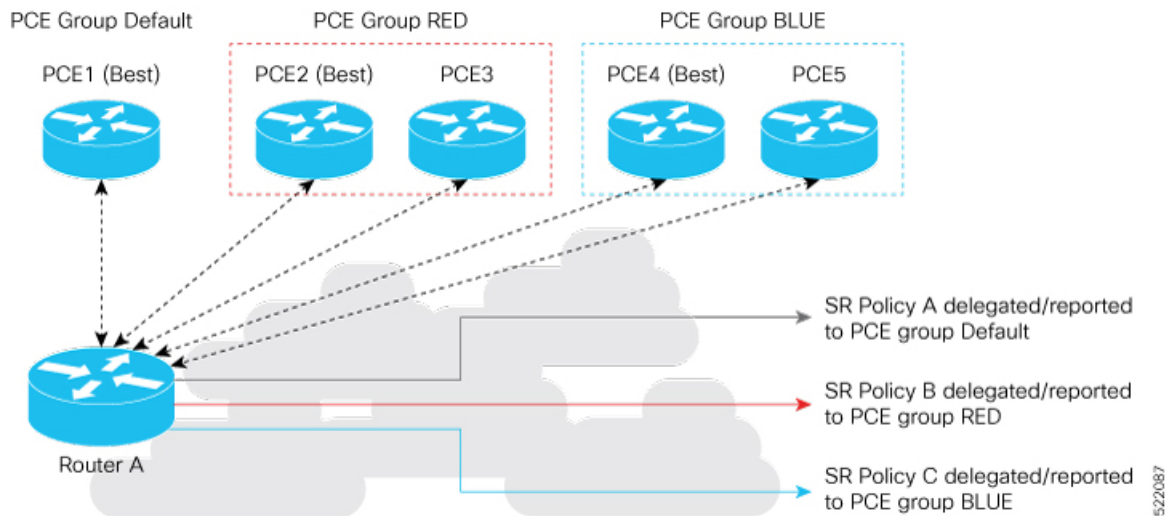 PCE Group Default
PCE Group RED
PCE Group BLUE
PCE1 (Best)
PCE2 (Best)
PCE3
PCE4 (Best)
PCE5
SR Policy A delegated/reported
to PCE group Default
SR Policy B delegated/reported
to PCE group RED
Router A
SR Policy C delegated/reported
to PCE group BLUE
522087